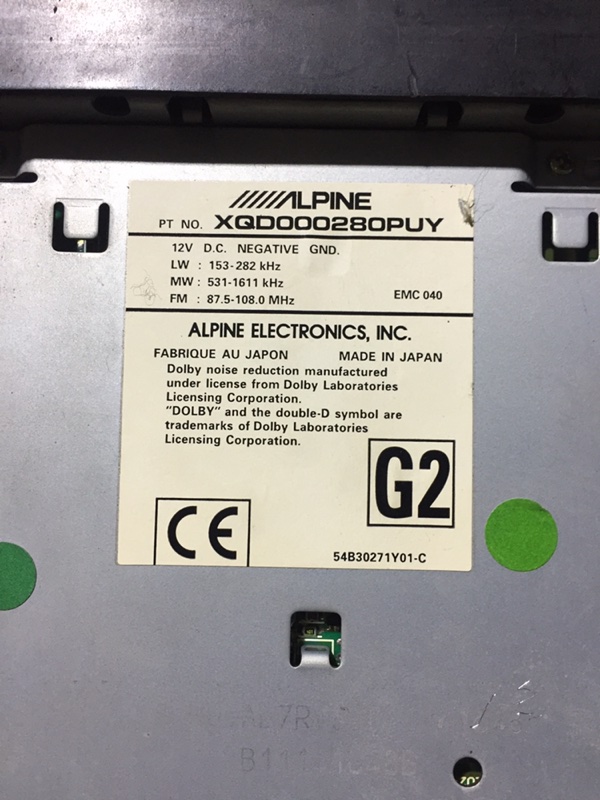 ALPINE
PT NO. XQD000280PUY
12V D.C. NEGATIVE GND.
LW : 153-282 kHz
MW : 531-1611 kHz
FM : 87.5-108.0 MHz
EMC 040
ALPINE ELECTRONICS, INC.
FABRIQUE AU JAPON MADE IN JAPAN
Dolby noise reduction manufactured
under license from Dolby Laboratories
Licensing Corporation.
"DOLBY" and the double-D symbol are
trademarks of Dolby Laboratories
Licensing Corporation.
G2
CE
54B30271Y01-C